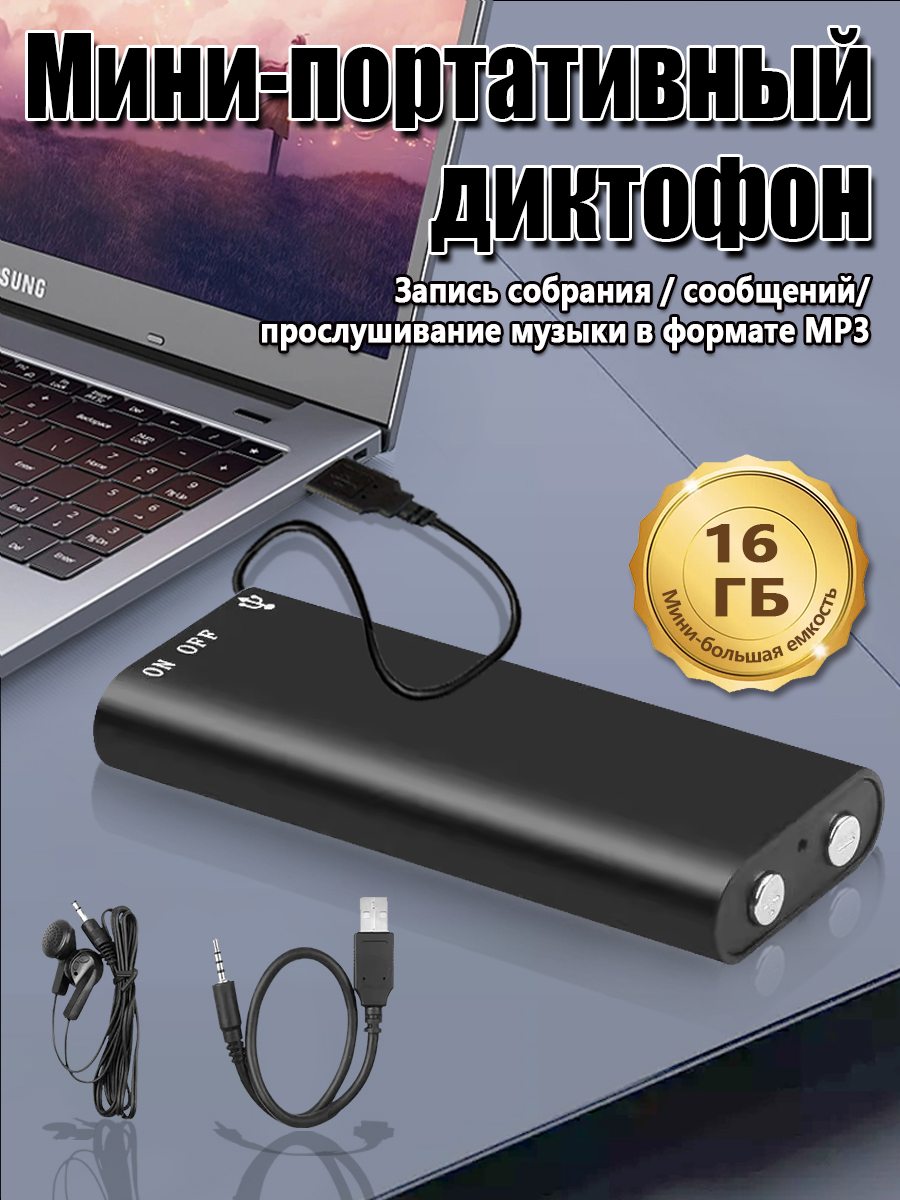 Мини-портативный
диктофон
Запись собрания / сообщений/
прослушивание музыки в формате MP3
SUNG
16
ГБ
Мини-большая емкость
ON OFF